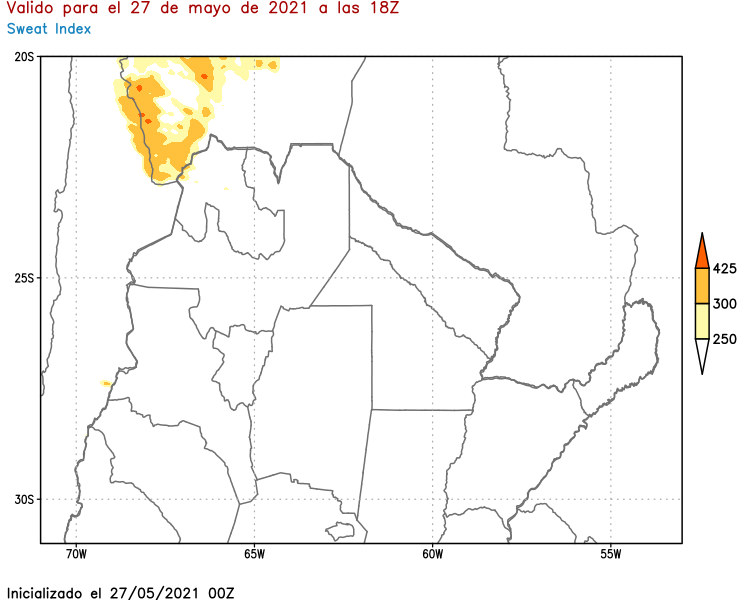 Valido para el 27 de mayo de 2021 a las 18Z
Sweat Index
20S
25S
30S
70W
65W
60W
55W
425
300
250
Inicializado el 27/05/2021 00Z